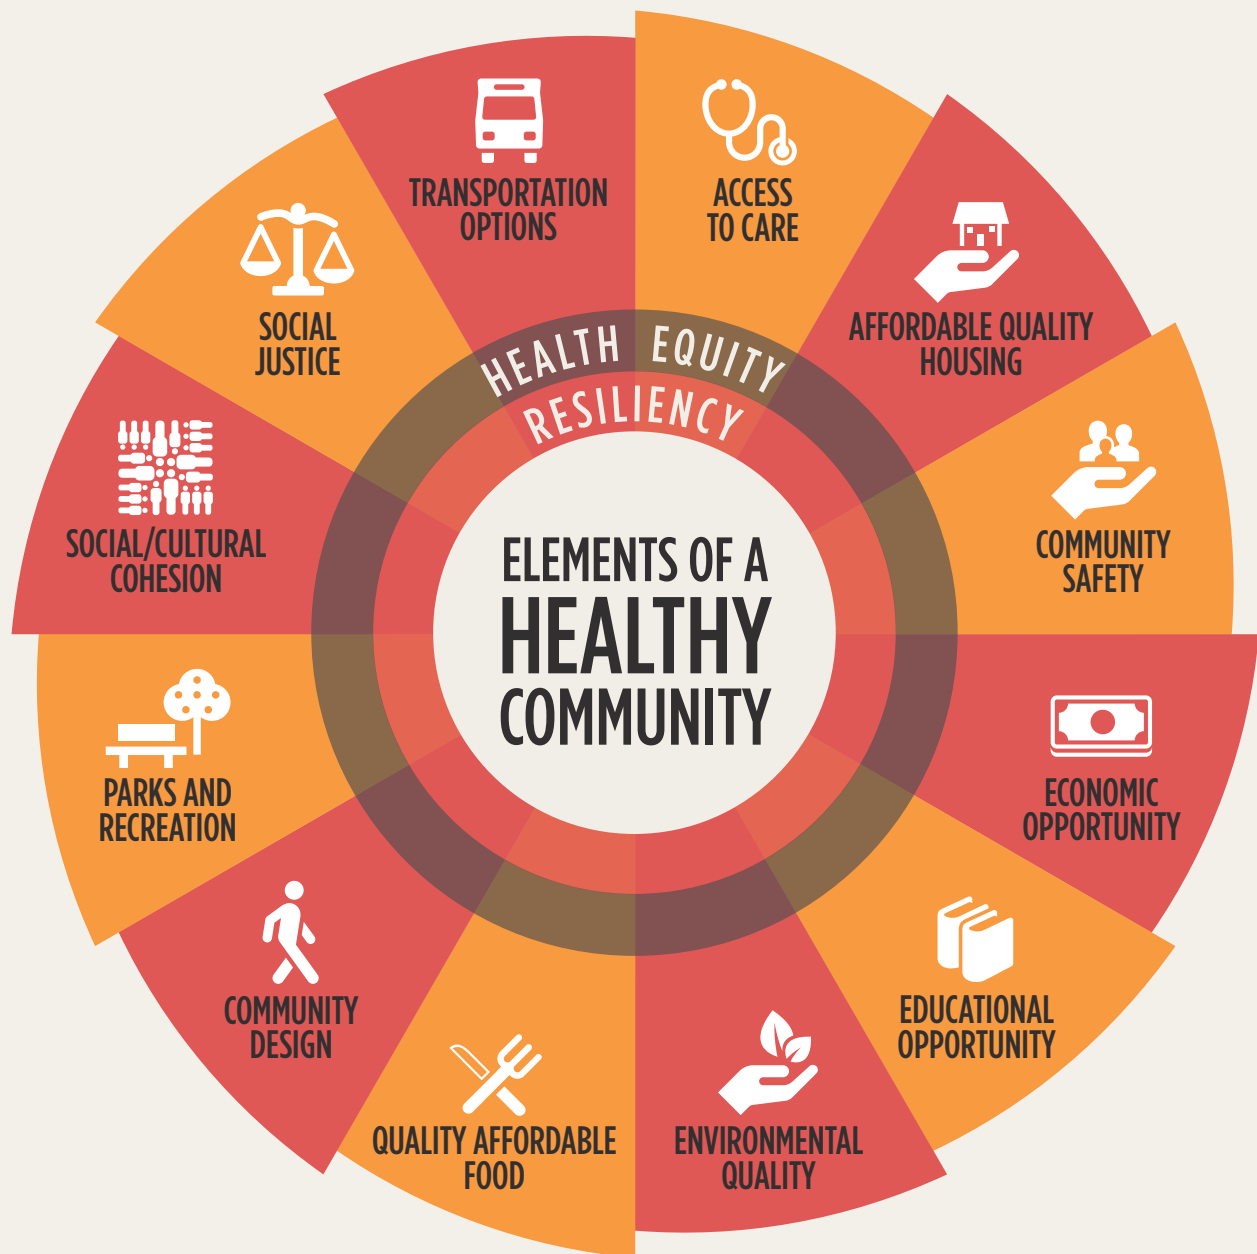 ELEMENTS OF A
HEALTHY
COMMUNITY
HEALTH EQUITY
RESILIENCY
ACCESS
TO CARE
AFFORDABLE QUALITY
HOUSING
COMMUNITY
SAFETY
ECONOMIC
OPPORTUNITY
EDUCATIONAL
OPPORTUNITY
ENVIRONMENTAL
QUALITY
QUALITY AFFORDABLE
FOOD
COMMUNITY
DESIGN
PARKS AND
RECREATION
SOCIAL/CULTURAL
COHESION
SOCIAL
JUSTICE
TRANSPORTATION
OPTIONS